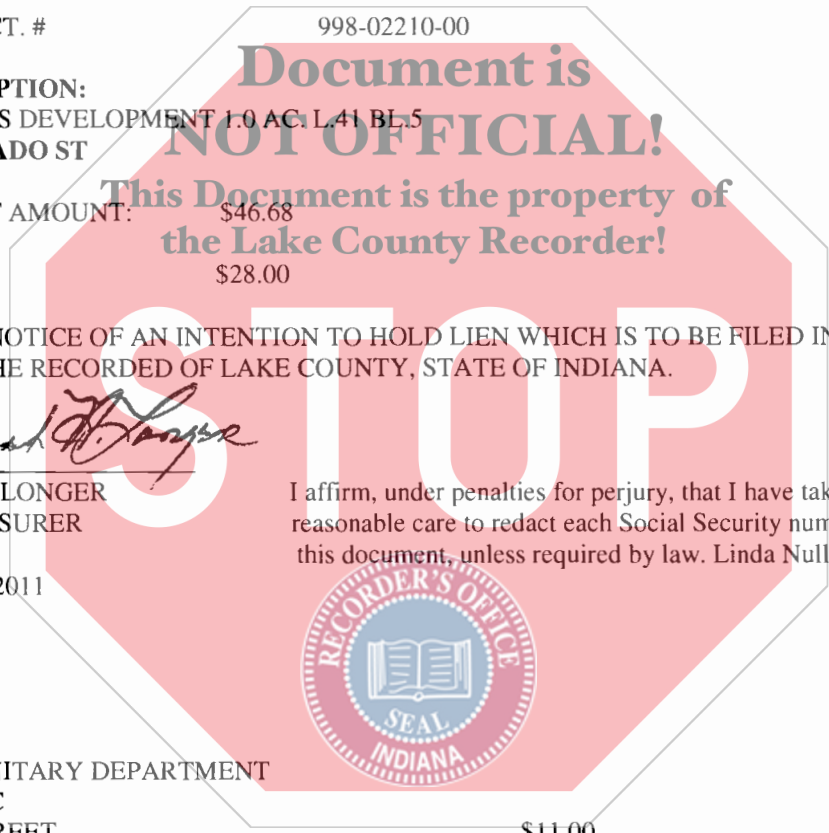 CT. # 998-02210-00
Document is
PTION:
S DEVELOPMENT 1.0 AC. L.41 BL.5
NOT OFFICIAL!
ADO ST
This Document is the property of
AMOUNT: $46.68
the Lake County Recorder!
$28.00
STOP
NOTICE OF AN INTENTION TO HOLD LIEN WHICH IS TO BE FILED IN
HE RECORDED OF LAKE COUNTY, STATE OF INDIANA.
LONGER I affirm, under penalties for perjury, that I have tak
SURER reasonable care to redact each Social Security num
this document, unless required by law. Linda Null
2011
RECORDER'S OFFICE
SEAL
INDIANA
ITARY DEPARTMENT
C
REET $11.00